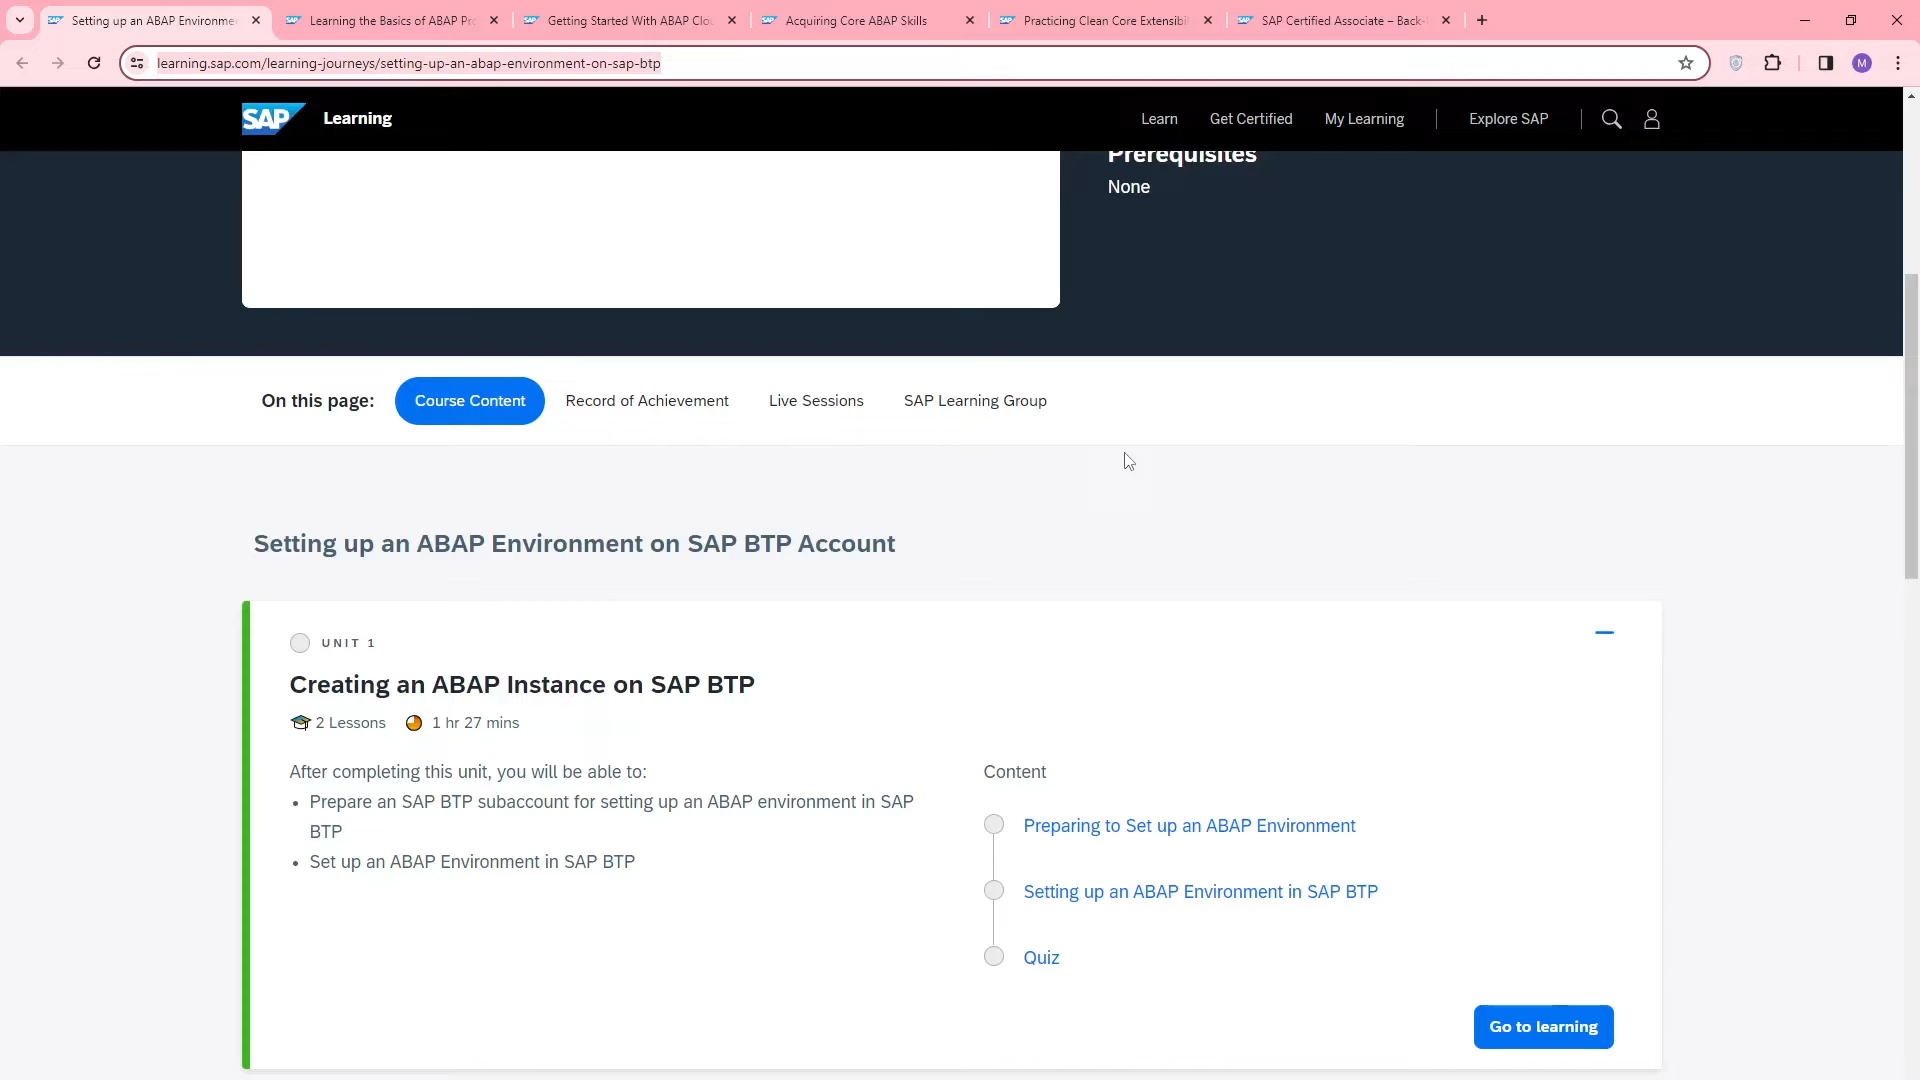 Setting up an ABAP Environme
Learning the Basics of ABAP Pro
Getting Started With ABAP Clou
Acquiring Core ABAP Skills
Practicing Clean Core Extensibi
SAP Certified Associate – Back-
learning.sap.com/learning-journeys/setting-up-an-abap-environment-on-sap-btp
M
SAP Learning
Learn
Get Certified
My Learning
Explore SAP
Prerequisites
None
On this page:
Course Content
Record of Achievement
Live Sessions
SAP Learning Group
Setting up an ABAP Environment on SAP BTP Account
UNIT 1
Creating an ABAP Instance on SAP BTP
2 Lessons
1 hr 27 mins
After completing this unit, you will be able to:
• Prepare an SAP BTP subaccount for setting up an ABAP environment in SAP
BTP
• Set up an ABAP Environment in SAP BTP
Content
Preparing to Set up an ABAP Environment
Setting up an ABAP Environment in SAP BTP
Quiz
Go to learning